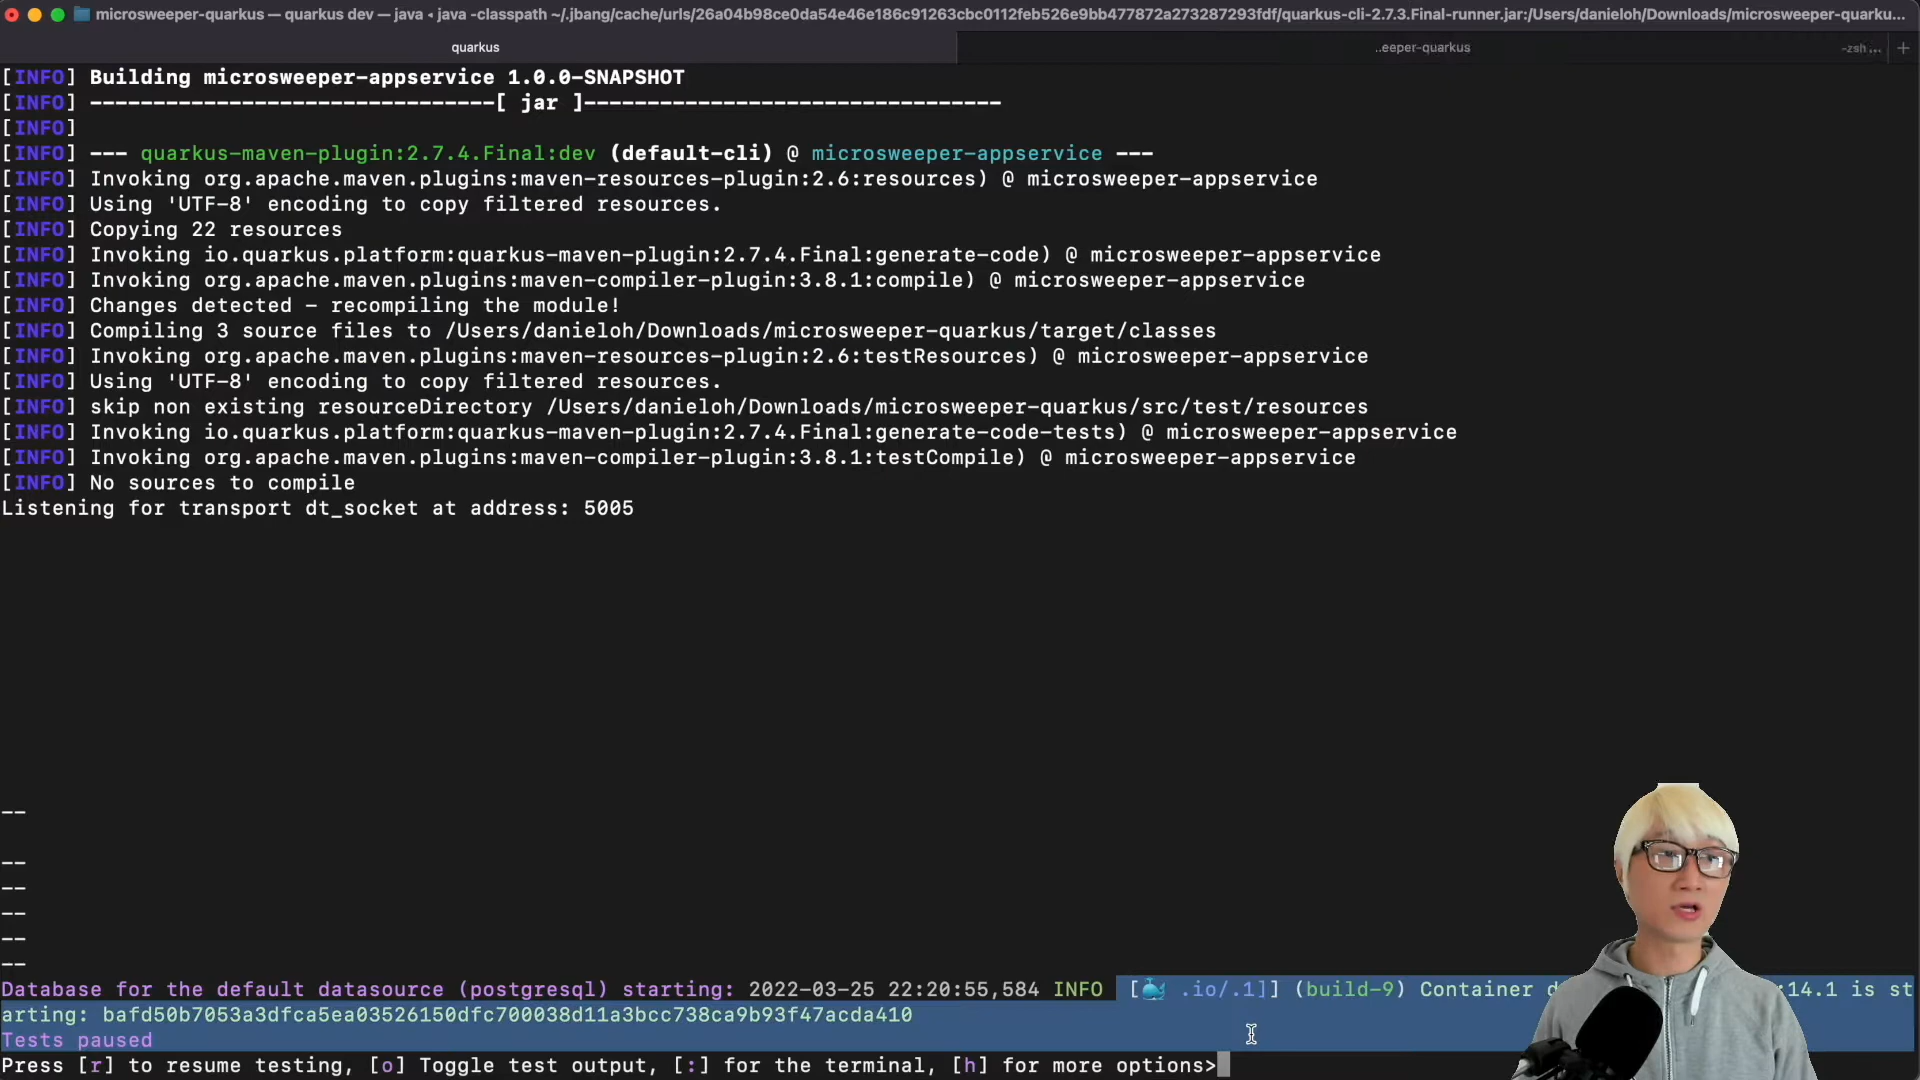 microsweeper-quarkus — quarkus dev — java ◂ java -classpath ~/.jbang/cache/urls/26a04b98ce0da54e46e186c91263cbc0112feb526e9bb477872a273287293fdf/quarkus-cli-2.7.3.Final-runner.jar:/Users/danieloh/Downloads/microsweeper-quarku...
quarkus ..eeper-quarkus -zsh...
[INFO] Building microsweeper-appservice 1.0.0-SNAPSHOT
[INFO] --------------------------------[ jar ]---------------------------------
[INFO]
[INFO] --- quarkus-maven-plugin:2.7.4.Final:dev (default-cli) @ microsweeper-appservice ---
[INFO] Invoking org.apache.maven.plugins:maven-resources-plugin:2.6:resources) @ microsweeper-appservice
[INFO] Using 'UTF-8' encoding to copy filtered resources.
[INFO] Copying 22 resources
[INFO] Invoking io.quarkus.platform:quarkus-maven-plugin:2.7.4.Final:generate-code) @ microsweeper-appservice
[INFO] Invoking org.apache.maven.plugins:maven-compiler-plugin:3.8.1:compile) @ microsweeper-appservice
[INFO] Changes detected - recompiling the module!
[INFO] Compiling 3 source files to /Users/danieloh/Downloads/microsweeper-quarkus/target/classes
[INFO] Invoking org.apache.maven.plugins:maven-resources-plugin:2.6:testResources) @ microsweeper-appservice
[INFO] Using 'UTF-8' encoding to copy filtered resources.
[INFO] skip non existing resourceDirectory /Users/danieloh/Downloads/microsweeper-quarkus/src/test/resources
[INFO] Invoking io.quarkus.platform:quarkus-maven-plugin:2.7.4.Final:generate-code-tests) @ microsweeper-appservice
[INFO] Invoking org.apache.maven.plugins:maven-compiler-plugin:3.8.1:testCompile) @ microsweeper-appservice
[INFO] No sources to compile
Listening for transport dt_socket at address: 5005
--
--
--
--
--
--
Database for the default datasource (postgresql) starting: 2022-03-25 22:20:55,584 INFO [🐳 .io/.1]] (build-9) Container :14.1 is st
arting: bafd50b7053a3dfca5ea03526150dfc700038d11a3bcc738ca9b93f47acda410
Tests paused
Press [r] to resume testing, [o] Toggle test output, [:] for the terminal, [h] for more options>